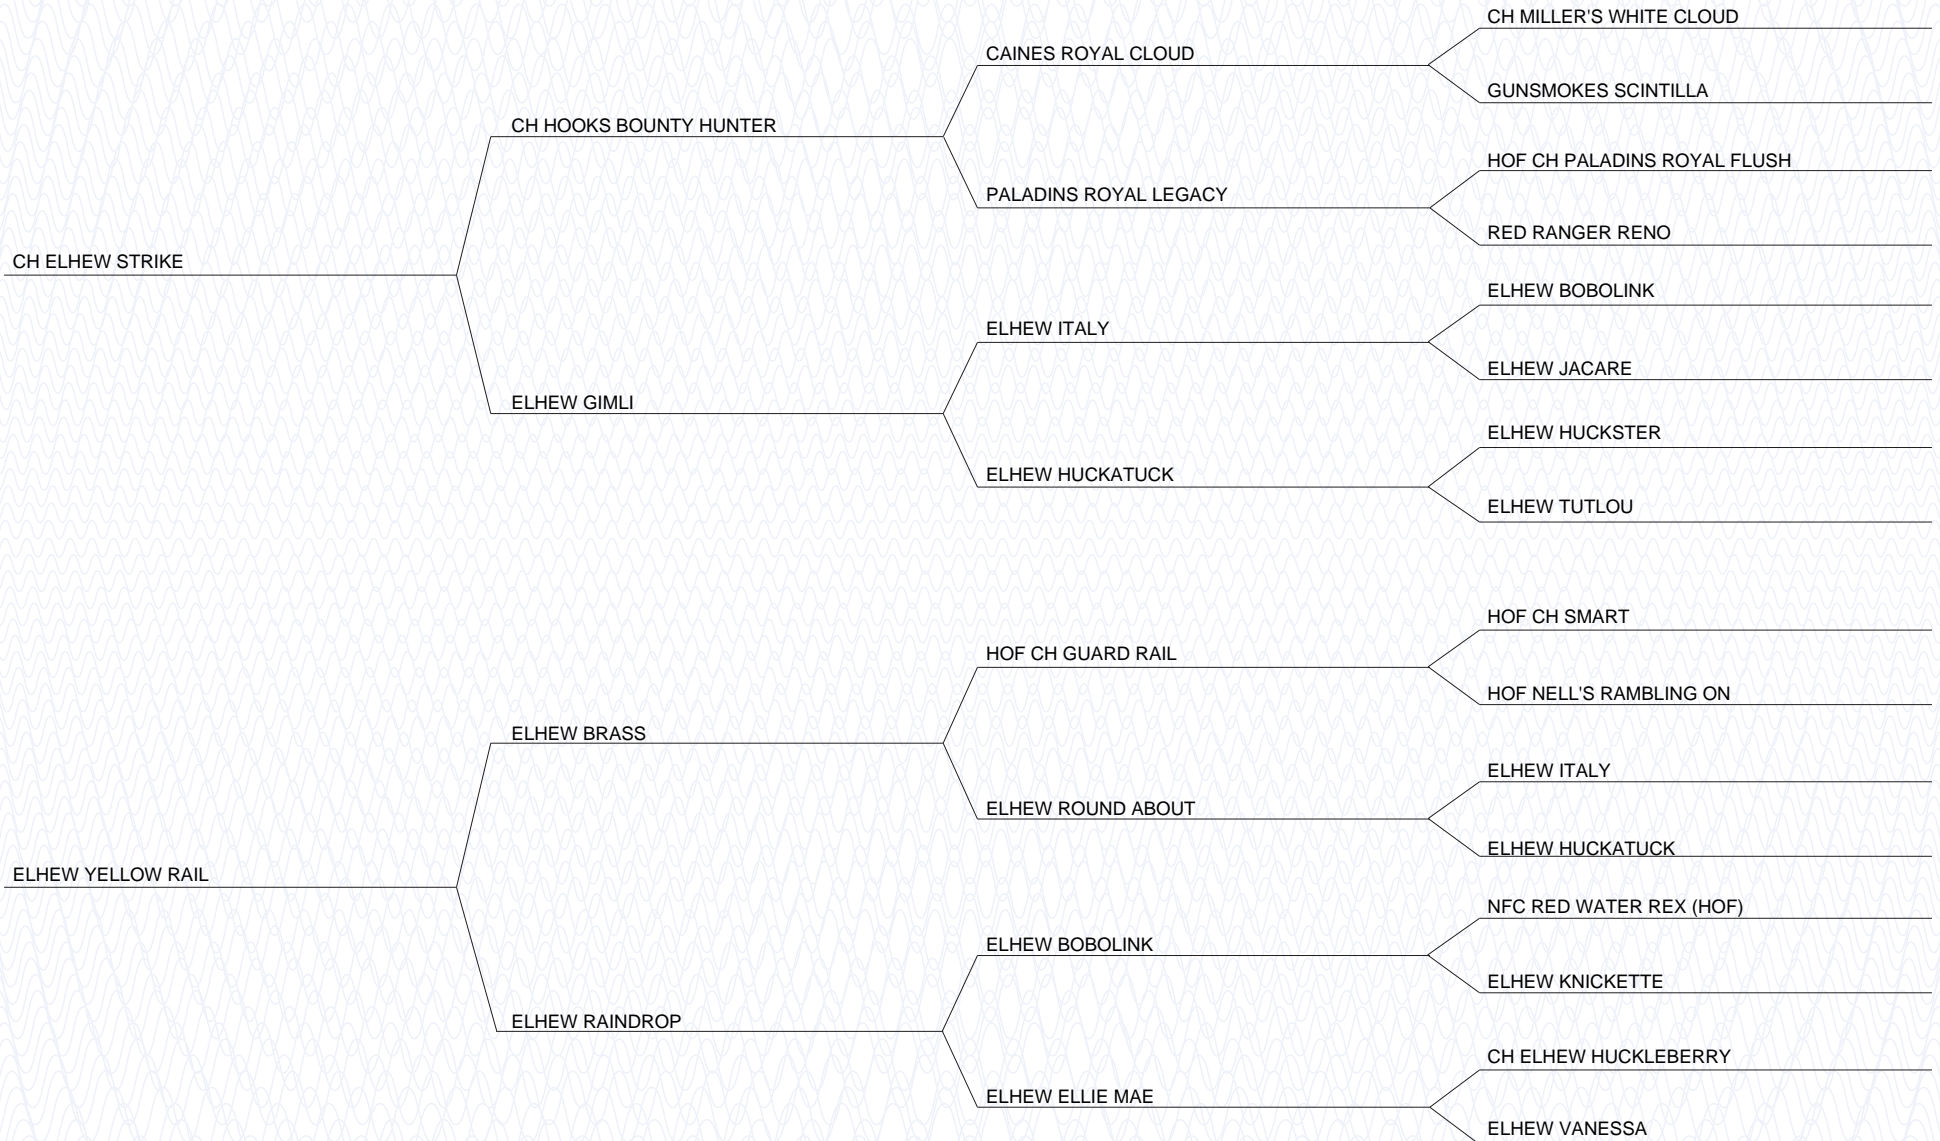 CH ELHEW STRIKE
CH HOOKS BOUNTY HUNTER
CAINES ROYAL CLOUD
CH MILLER'S WHITE CLOUD
GUNSMOKES SCINTILLA
PALADINS ROYAL LEGACY
HOF CH PALADINS ROYAL FLUSH
RED RANGER RENO
ELHEW GIMLI
ELHEW ITALY
ELHEW BOBOLINK
ELHEW JACARE
ELHEW HUCKATUCK
ELHEW HUCKSTER
ELHEW TUTLOU
ELHEW YELLOW RAIL
ELHEW BRASS
HOF CH GUARD RAIL
HOF CH SMART
HOF NELL'S RAMBLING ON
ELHEW ROUND ABOUT
ELHEW ITALY
ELHEW HUCKATUCK
ELHEW RAINDROP
ELHEW BOBOLINK
NFC RED WATER REX (HOF)
ELHEW KNICKETTE
ELHEW ELLIE MAE
CH ELHEW HUCKLEBERRY
ELHEW VANESSA